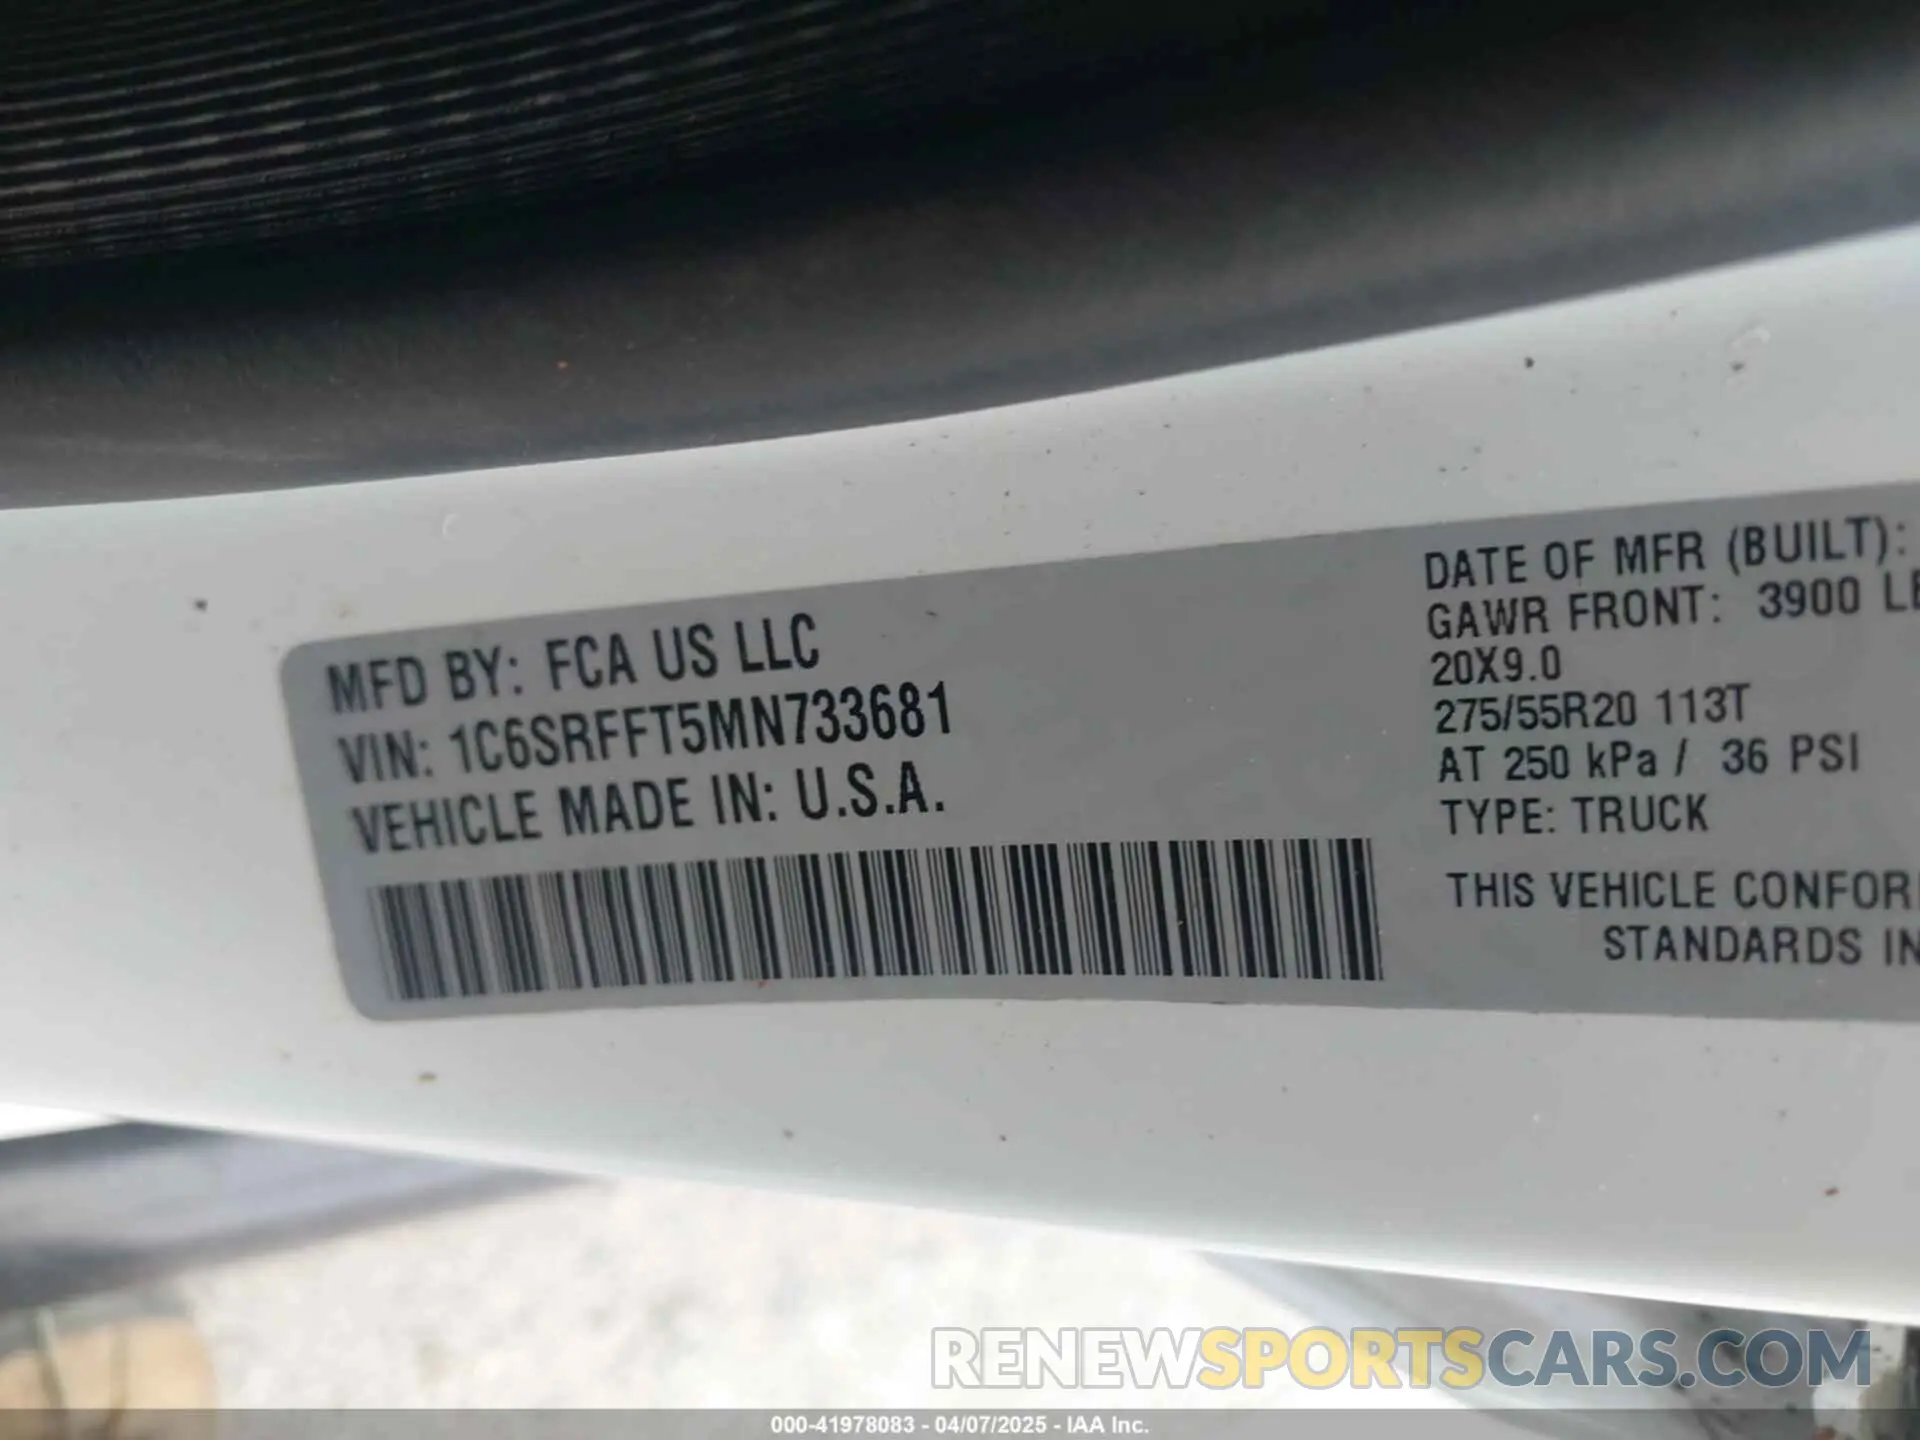 MFD BY: FCA US LLC
VIN: 1C6SRFFT5MN733681
VEHICLE MADE IN: U.S.A.
DATE OF MFR (BUILT):
GAWR FRONT: 3900 LB
20X9.0
275/55R20 113T
AT 250 kPa / 36 PSI
TYPE: TRUCK
THIS VEHICLE CONFOR
STANDARDS IN
RENEWSPORTSCARS.COM
000-41978083 - 04/07/2025 - IAA Inc.